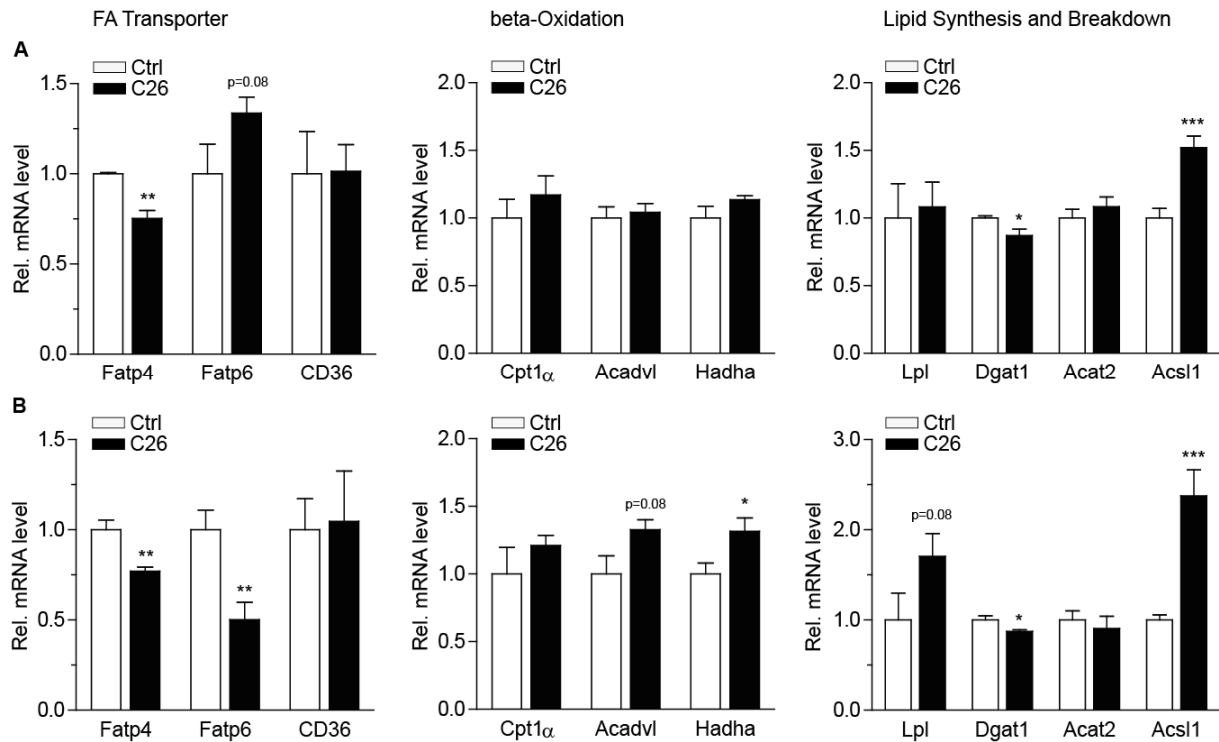 FA Transporter
beta-Oxidation
Lipid Synthesis and Breakdown
A
Ctrl
C26
Rel. mRNA level
1.5
1.0
0.5
0.0
**
p=0.08
Fatp4 Fatp6 CD36
Ctrl
C26
Rel. mRNA level
2.0
1.5
1.0
0.5
0.0
Cpt1α Acadvl Hadha
Ctrl
C26
Rel. mRNA level
2.0
1.5
1.0
0.5
0.0
*
***
Lpl Dgat1 Acat2 Acsl1
B
Ctrl
C26
Rel. mRNA level
1.5
1.0
0.5
0.0
**
**
Fatp4 Fatp6 CD36
Ctrl
C26
Rel. mRNA level
2.0
1.5
1.0
0.5
0.0
p=0.08
*
Cpt1α Acadvl Hadha
Ctrl
C26
Rel. mRNA level
3.0
2.0
1.0
0.0
p=0.08
*
***
Lpl Dgat1 Acat2 Acsl1